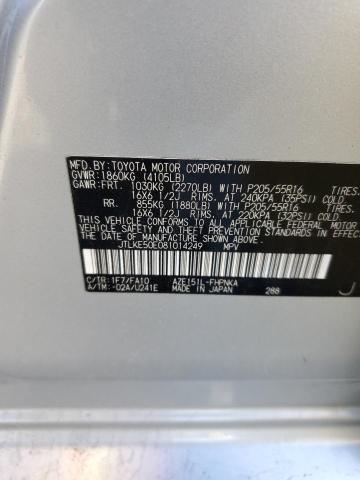 MFD.BY:TOYOTA MOTOR CORPORATION
GVWR:1860KG (4105LB)
GAWR:FRT. 1030KG (2270LB) WITH P205/55R16 TIRES
16X6 1/2J RIMS, AT 240KPA (35PSI) COLD
RR. 855KG (1880LB) WITH P205/55R16 TIRES
16X6 1/2J RIMS, AT 220KPA (32PSI) COLD
THIS VEHICLE CONFORMS TO ALL APPLICABLE FEDERAL MOTOR
VEHICLE SAFETY, BUMPER, AND THEFT PREVENTION STANDARDS IN
EFFECT ON THE DATE OF MANUFACTURE SHOWN ABOVE.
JTLKE50E081014249 MPV
C/TR:1F7/FA10 AZE151L-FHPNKA
A/TM:-02A/U241E MADE IN JAPAN 288
J